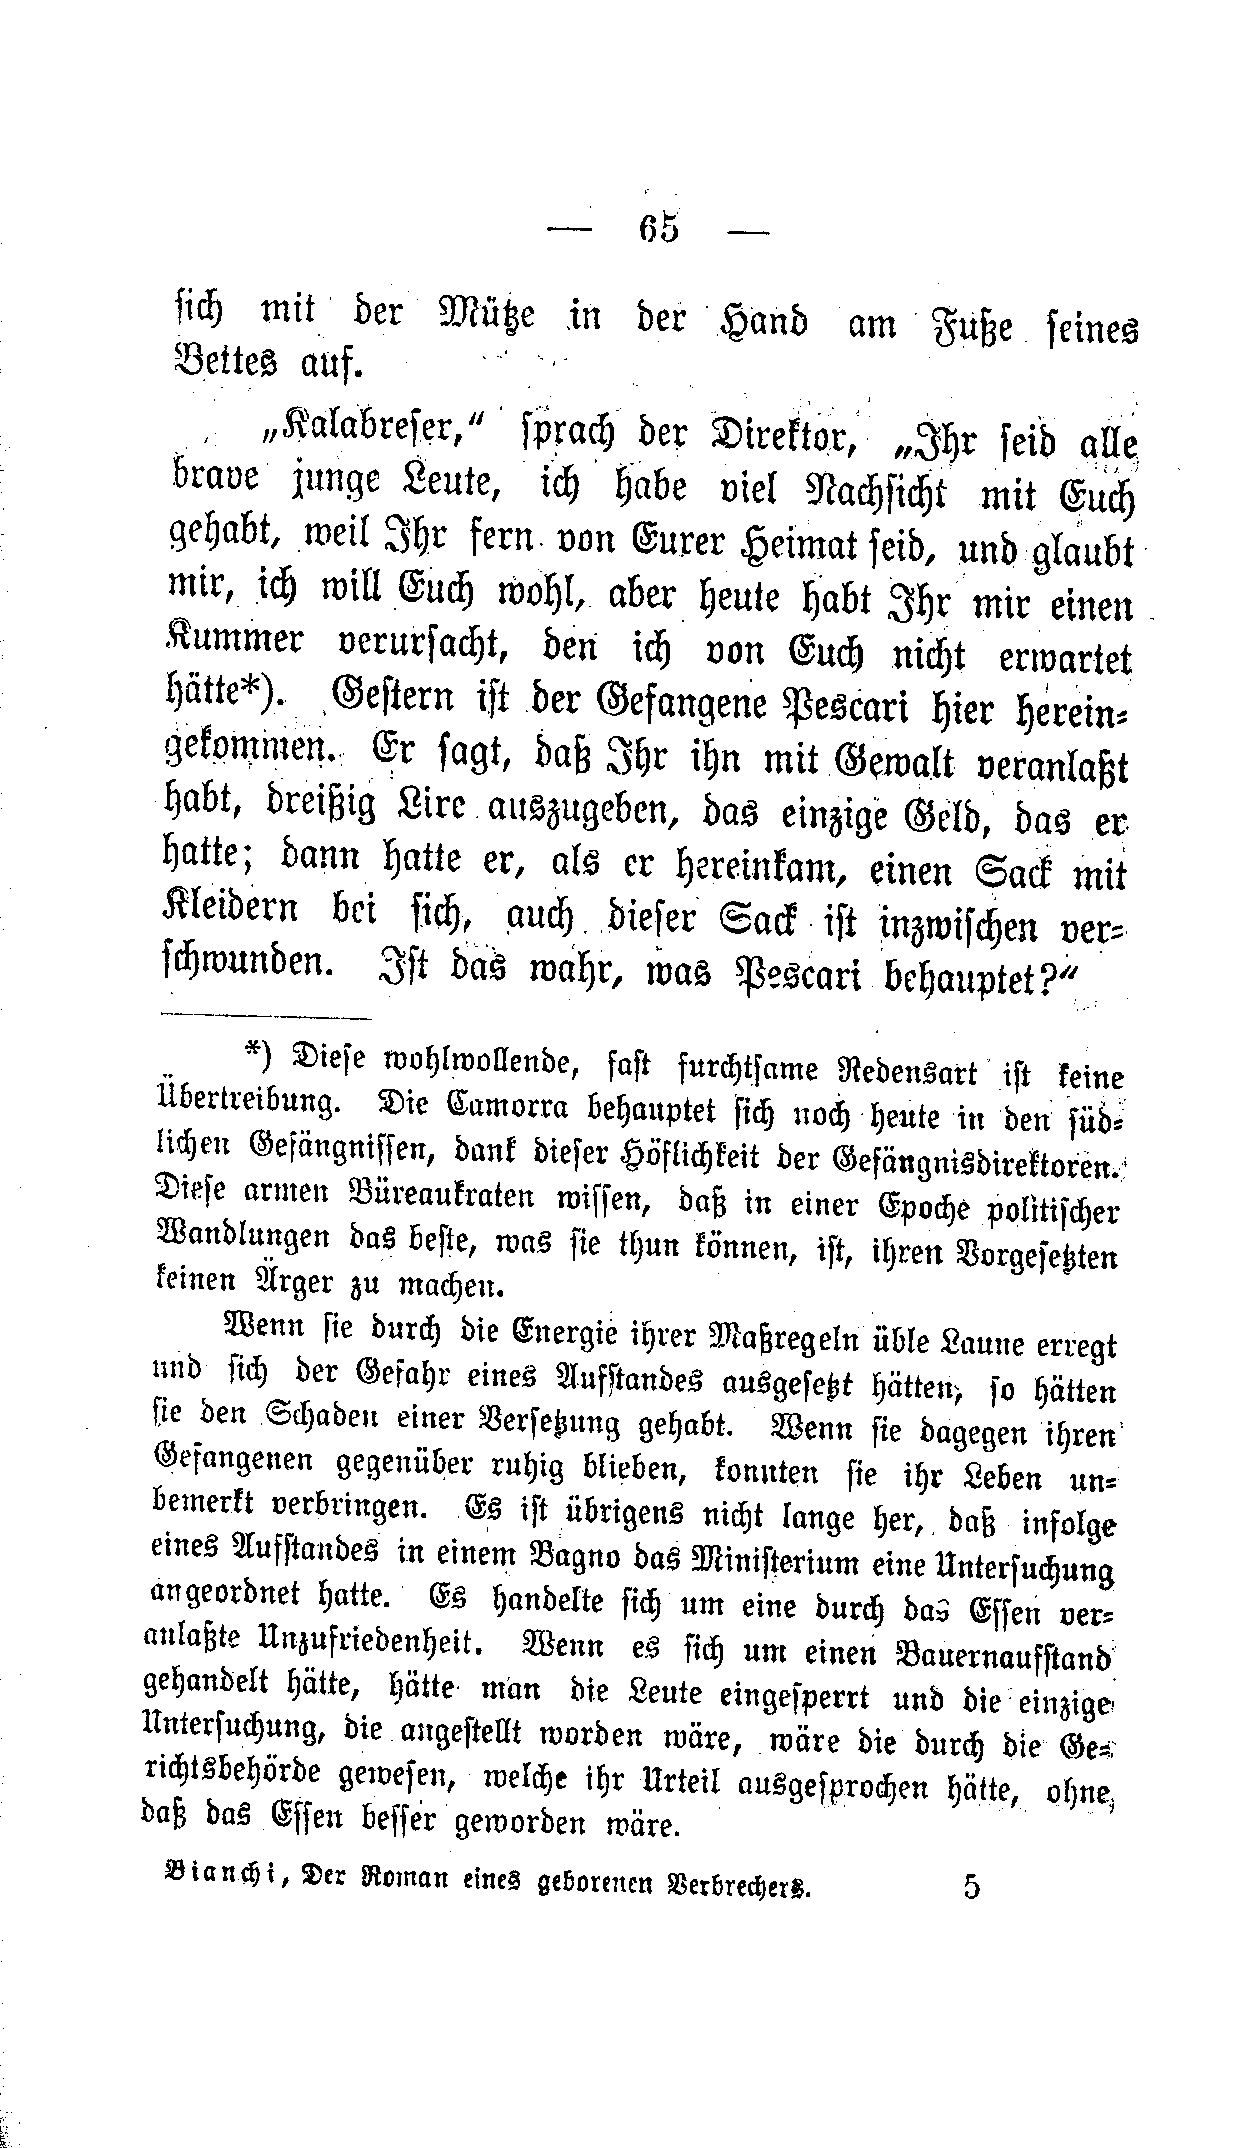 — 65 —
sich mit der Mütze in der Hand am Fuße seines
Bettes auf.
„Kalabreser,“ sprach der Direktor, „Ihr seid alle
brave junge Leute, ich habe viel Nachsicht mit Euch
gehabt, weil Ihr fern von Eurer Heimat seid, und glaubt
mir, ich will Euch wohl, aber heute habt Ihr mir einen
Kummer verursacht, den ich von Euch nicht erwartet
hätte*). Gestern ist der Gefangene Pescari hier herein-
gekommen. Er sagt, daß Ihr ihn mit Gewalt veranlaßt
habt, dreißig Lire auszugeben, das einzige Geld, das er
hatte; dann hatte er, als er hereinkam, einen Sack mit
Kleidern bei sich, auch dieser Sack ist inzwischen ver-
schwunden. Ist das wahr, was Pescari behauptet?“
*) Diese wohlwollende, fast furchtsame Redensart ist keine
Übertreibung. Die Camorra behauptet sich noch heute in den süd-
lichen Gefängnissen, dank dieser Höflichkeit der Gefängnisdirektoren.
Diese armen Büreaukraten wissen, daß in einer Epoche politischer
Wandlungen das beste, was sie thun können, ist, ihren Vorgesetzten
keinen Ärger zu machen.
Wenn sie durch die Energie ihrer Maßregeln üble Laune erregt
und sich der Gefahr eines Aufstandes ausgesetzt hätten, so hätten
sie den Schaden einer Versetzung gehabt. Wenn sie dagegen ihren
Gefangenen gegenüber ruhig blieben, konnten sie ihr Leben un-
bemerkt verbringen. Es ist übrigens nicht lange her, daß infolge
eines Aufstandes in einem Bagno das Ministerium eine Untersuchung
angeordnet hatte. Es handelte sich um eine durch das Essen ver-
anlaßte Unzufriedenheit. Wenn es sich um einen Bauernaufstand
gehandelt hätte, hätte man die Leute eingesperrt und die einzige
Untersuchung, die angestellt worden wäre, wäre die durch die Ge-
richtsbehörde gewesen, welche ihr Urteil ausgesprochen hätte, ohne,
daß das Essen besser geworden wäre.
Bianchi, Der Roman eines geborenen Verbrechers. 5